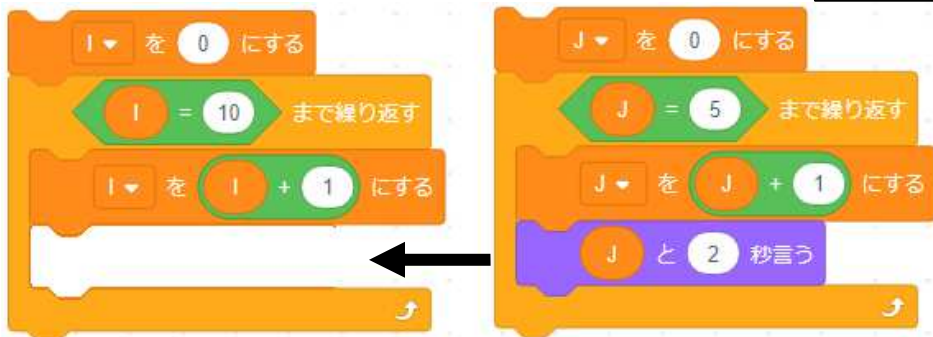 I を 0 にする
I = 10 まで繰り返す
I を I + 1 にする
J を 0 にする
J = 5 まで繰り返す
J を J + 1 にする
J と 2 秒言う